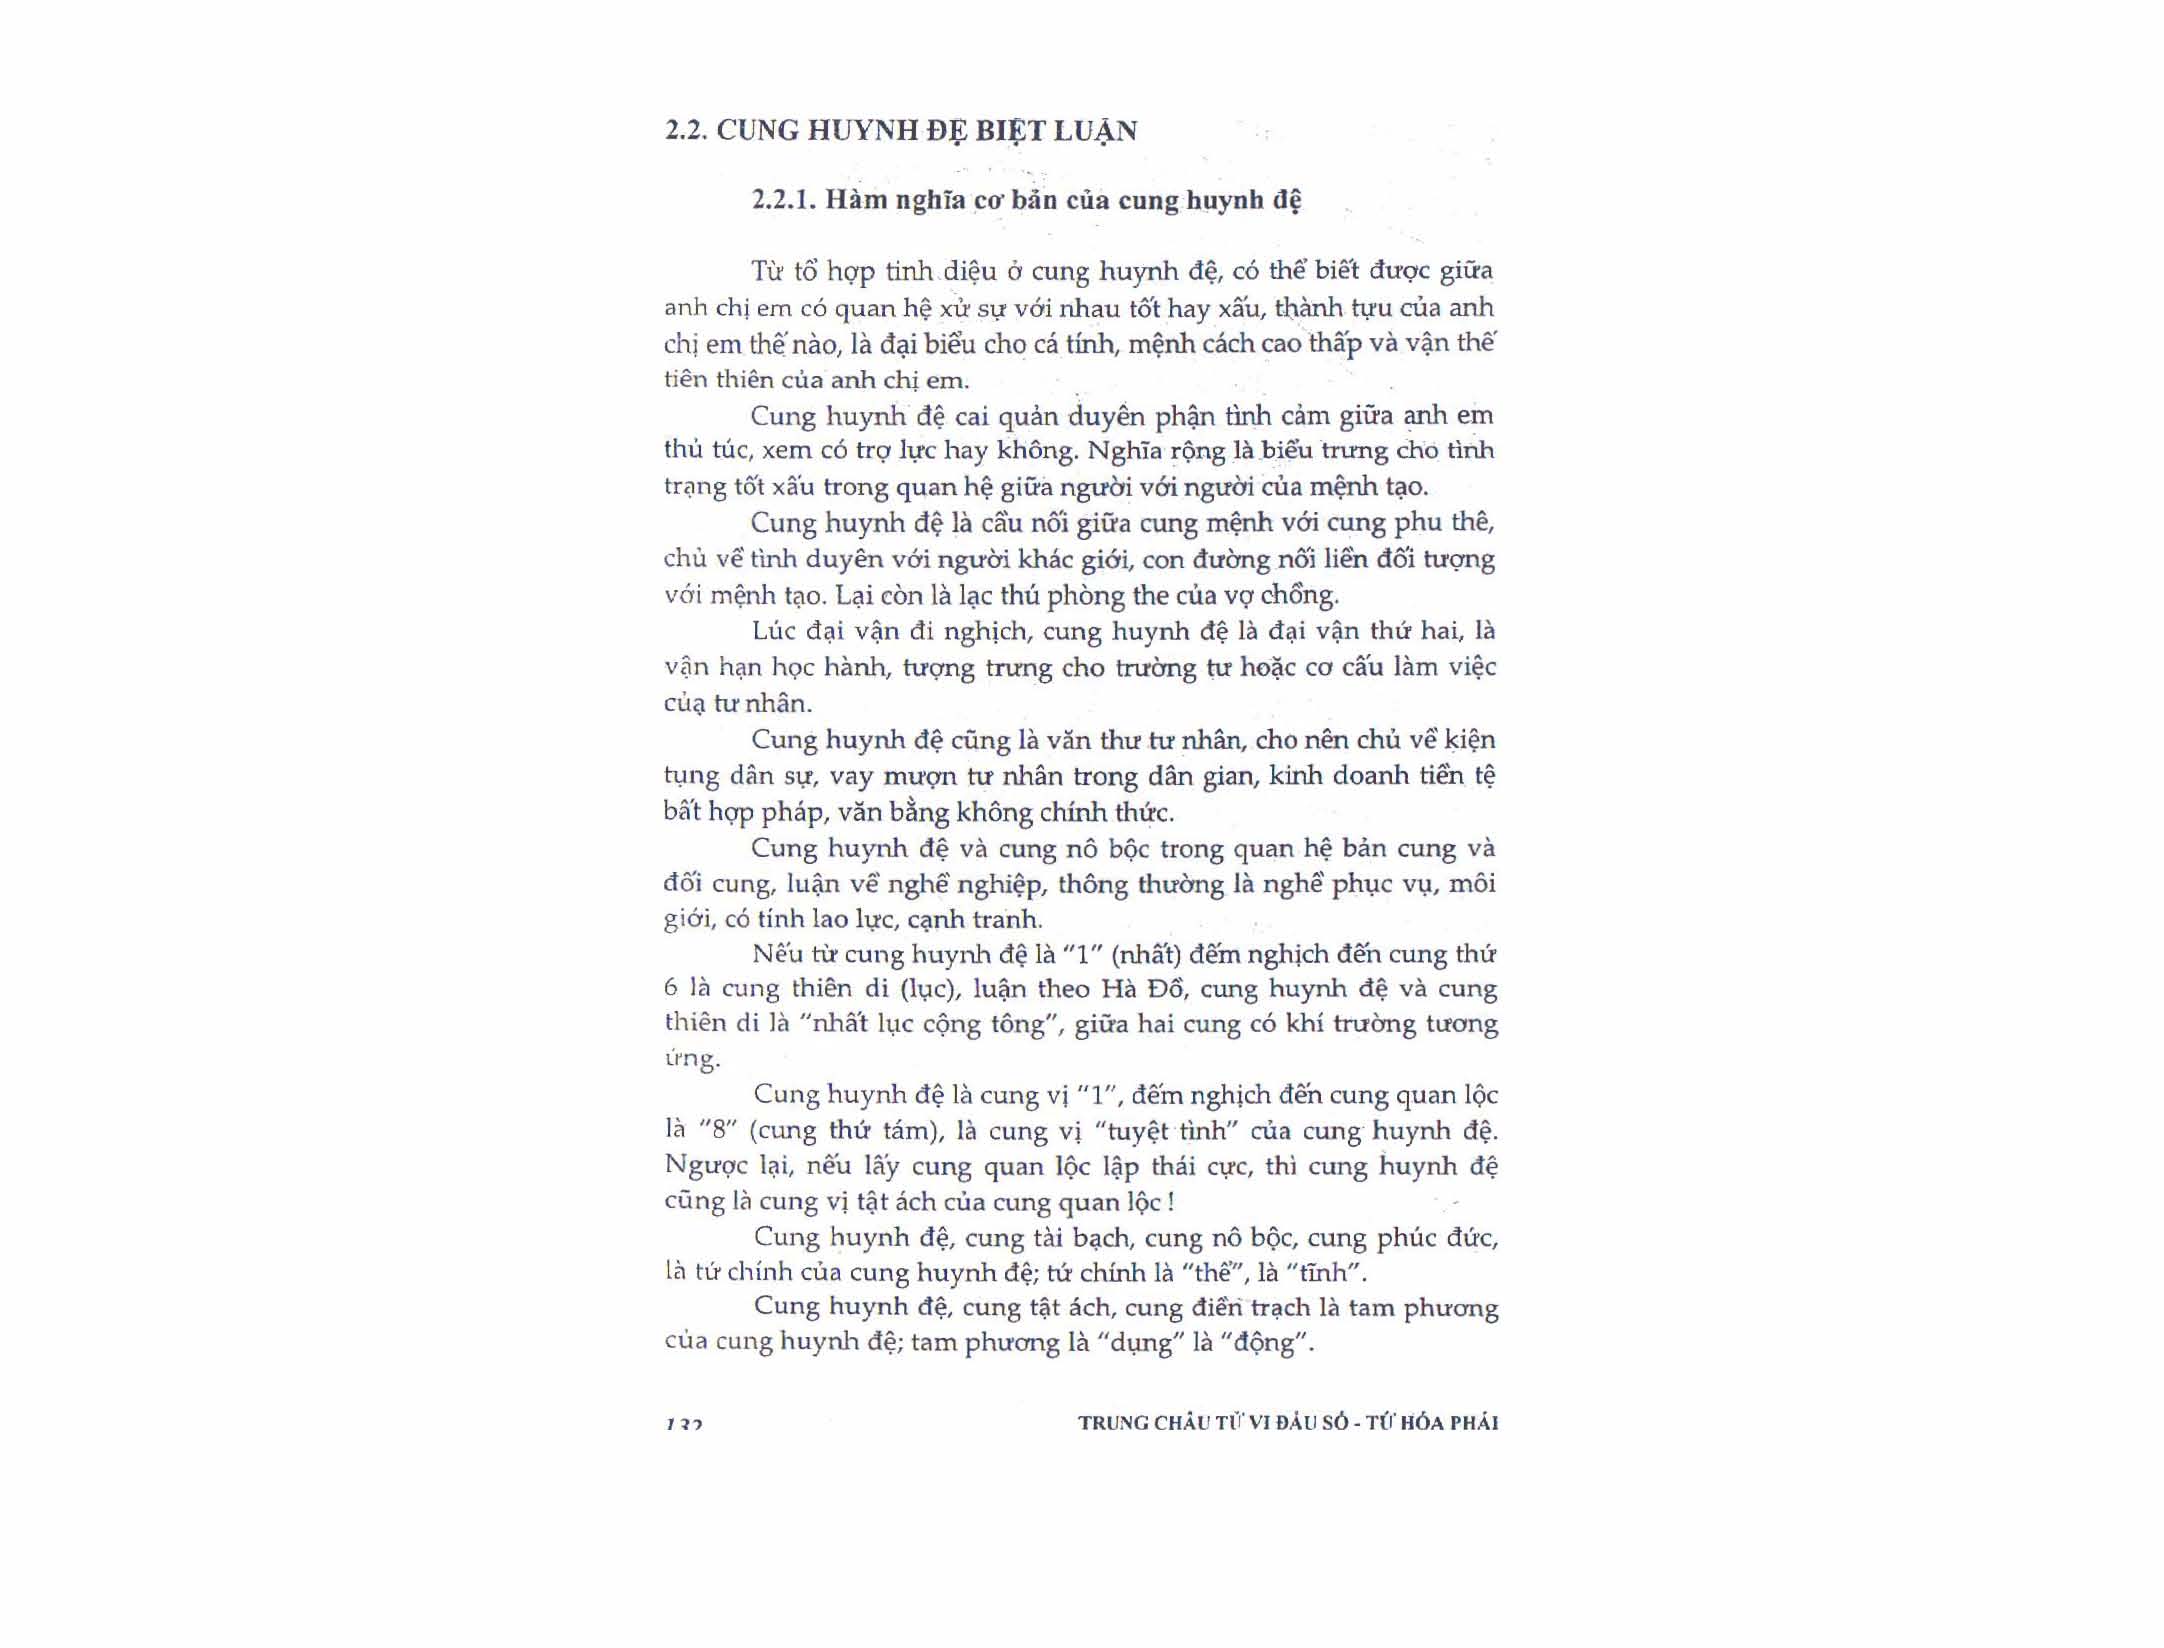 2.2. CUNG HUYNH ĐỆ BIỆT LUẬN
2.2.1. Hàm nghĩa cơ bản của cung huynh đệ
Từ tổ hợp tinh diệu ở cung huynh đệ, có thể biết được giữa
anh chị em có quan hệ xử sự với nhau tốt hay xấu, thành tựu của anh
chị em thế nào, là đại biểu cho cá tính, mệnh cách cao thấp và vận thế
tiên thiên của anh chị em.
Cung huynh đệ cai quản duyên phận tình cảm giữa anh em
thủ túc, xem có trợ lực hay không. Nghĩa rộng là biểu trưng cho tình
trạng tốt xấu trong quan hệ giữa người với người của mệnh tạo.
Cung huynh đệ là cầu nối giữa cung mệnh với cung phu thê,
chủ về tình duyên với người khác giới, con đường nối liền đối tượng
với mệnh tạo. Lại còn là lạc thú phòng the của vợ chồng.
Lúc đại vận đi nghịch, cung huynh đệ là đại vận thứ hai, là
vận hạn học hành, tượng trưng cho trường tư hoặc cơ cấu làm việc
của tư nhân.
Cung huynh đệ cũng là văn thư tư nhân, cho nên chủ về kiện
tụng dân sự, vay mượn tư nhân trong dân gian, kinh doanh tiền tệ
bất hợp pháp, văn bằng không chính thức.
Cung huynh đệ và cung nô bộc trong quan hệ bản cung và
đối cung, luận về nghề nghiệp, thông thường là nghề phục vụ, môi
giới, có tính lao lực, cạnh tranh.
Nếu từ cung huynh đệ là "1" (nhất) đếm nghịch đến cung thứ
6 là cung thiên di (lục), luận theo Hà Đồ, cung huynh đệ và cung
thiên di là "nhất lục cộng tông", giữa hai cung có khí trường tương
ứng.
Cung huynh đệ là cung vị "1", đếm nghịch đến cung quan lộc
là "8" (cung thứ tám), là cung vị "tuyệt tình" của cung huynh đệ.
Ngược lại, nếu lấy cung quan lộc lập thái cực, thì cung huynh đệ
cũng là cung vị tật ách của cung quan lộc !
Cung huynh đệ, cung tài bạch, cung nô bộc, cung phúc đức,
là tứ chính của cung huynh đệ; tứ chính là "thể", là "tĩnh".
Cung huynh đệ, cung tật ách, cung điền trạch là tam phương
của cung huynh đệ; tam phương là "dụng" là "động".
132
TRUNG CHÂU TỬ VI ĐẨU SỐ - TỨ HÓA PHÁI